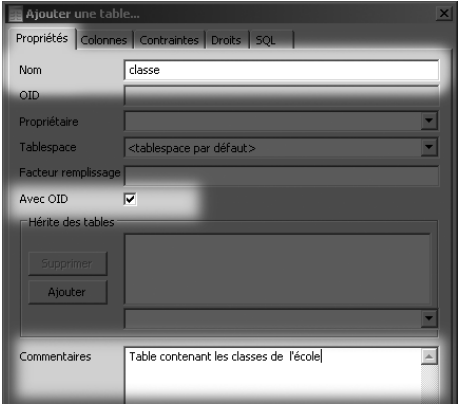 Ajouter une table...
Propriétés Colonnes Contraintes Droits SQL
Nom classe
OID
Propriétaire
Tablespace <tablespace par défaut>
Facteur remplissage
Avec OID
Hérite des tables
Supprimer
Ajouter
Commentaires Table contenant les classes de l'école